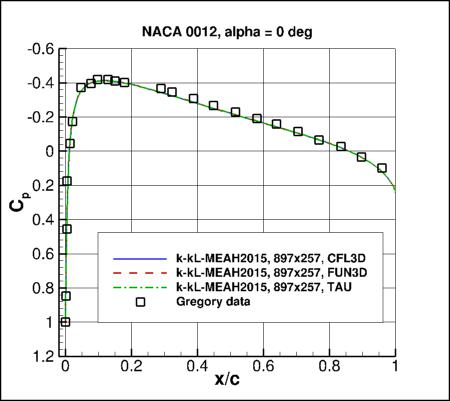 NACA 0012, alpha = 0 deg
-0.6
-0.4
-0.2
0
0.2
0.4
0.6
0.8
1
1.2
Cp
k-kL-MEAH2015, 897x257, CFL3D
k-kL-MEAH2015, 897x257, FUN3D
k-kL-MEAH2015, 897x257, TAU
Gregory data
0 0.2 0.4 0.6 0.8 1
x/c